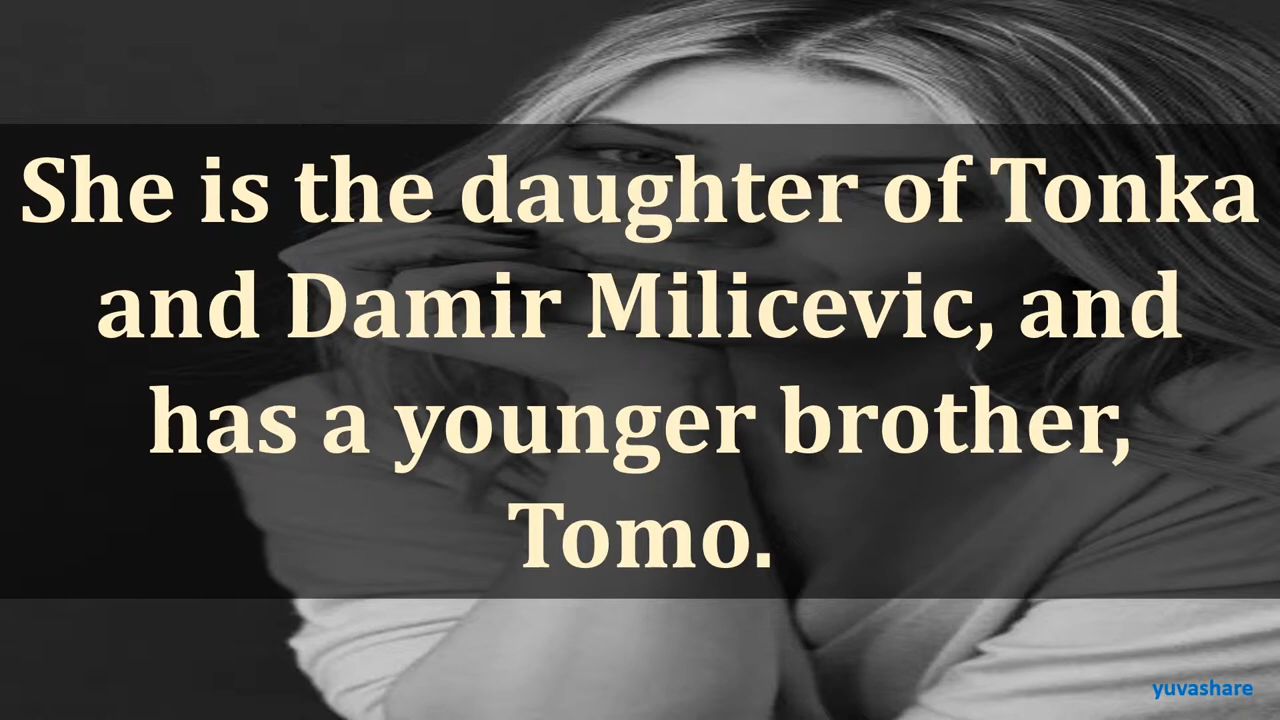 She is the daughter of Tonka
and Damir Milicevic, and
has a younger brother,
Tomo.
yuvashare